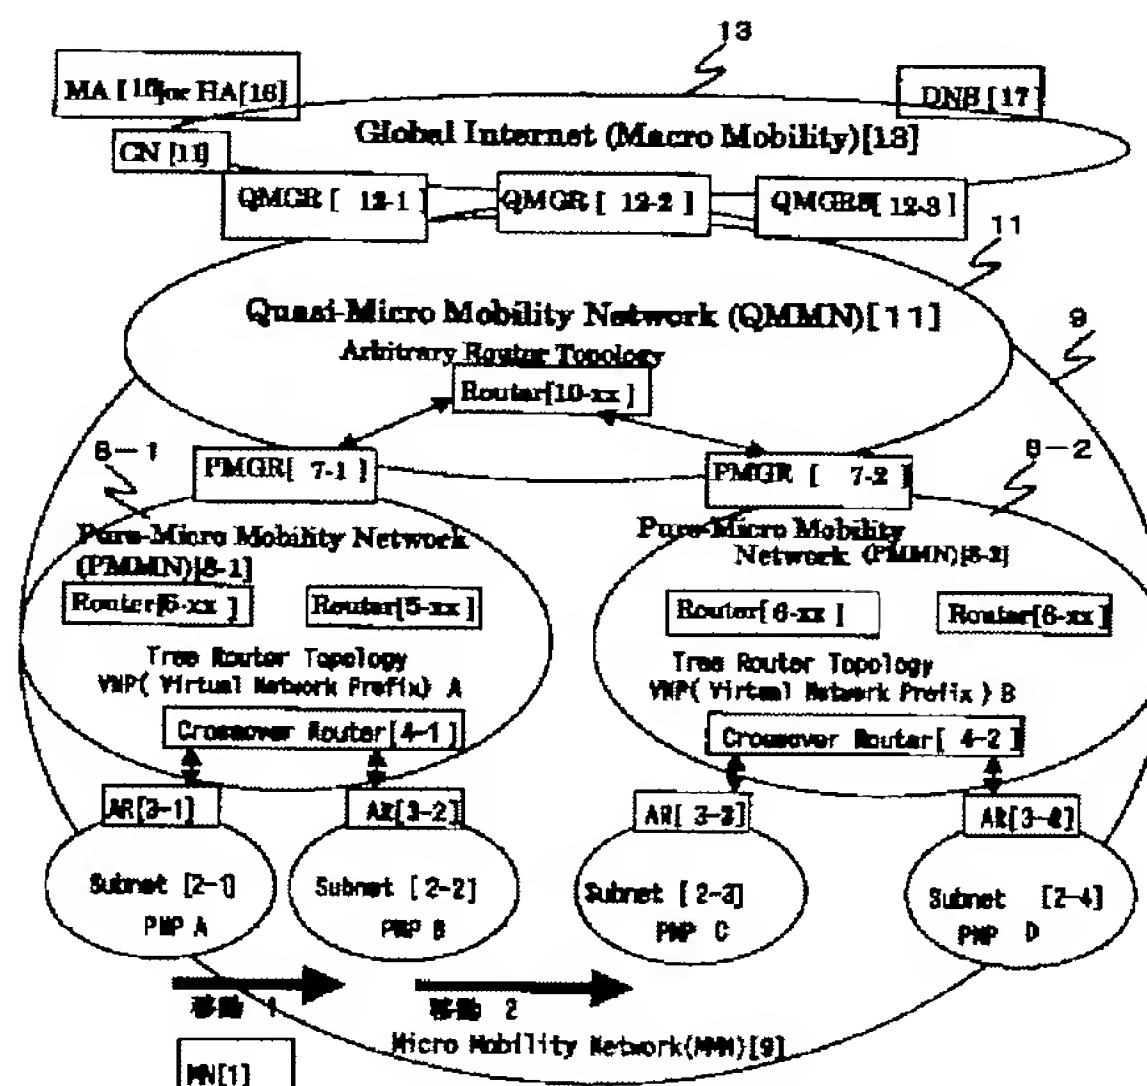 13
MA [15]or HA[16]
DNS [17]
Global Internet (Macro Mobility)[13]
CN [11]
QMGR [ 12-1 ]
QMGR [ 12-2 ]
QMGRS[ 12-3 ]
11
Quasi-Micro Mobility Network (QMMN)[11]
9
Arbitrary Router Topology
Router[10-xx ]
8-1
PMGR[ 7-1 ]
PMGR [ 7-2 ]
8-2
Pure-Micro Mobility Network
(PMMN)[8-1]
Pure-Micro Mobility
Network (PMMN)[8-2]
Router[5-xx ]
Router[5-xx ]
Router[6-xx ]
Router[6-xx ]
Tree Router Topology
VNP( Virtual Network Prefix) A
Tree Router Topology
VNP( Virtual Network Prefix ) B
Crossover Router[4-1]
Crossover Router[ 4-2 ]
AR[3-1]
AR[3-2]
AR[ 3-3]
AR[3-4]
Subnet [2-1]
PNP A
Subnet [ 2-2]
PNP B
Subnet [ 2-3]
PNP C
Subnet [2-4]
PNP D
移動 1
移動 2
Micro Mobility Network(MMN)[9]
MN[1]